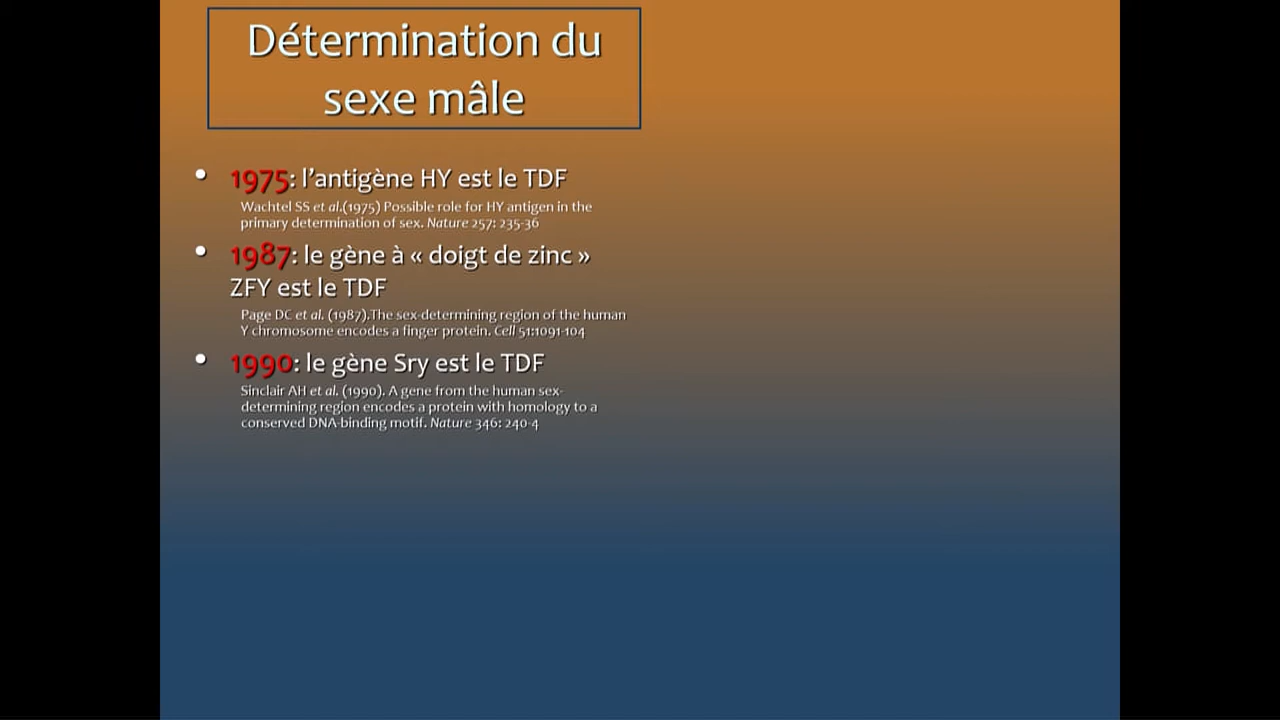 Détermination du
sexe mâle
• 1975: l’antigène HY est le TDF
Wachtel SS et al.(1975) Possible role for HY antigen in the
primary determination of sex. Nature 257: 235-36
• 1987: le gène à « doigt de zinc »
ZFY est le TDF
Page DC et al. (1987).The sex-determining region of the human
Y chromosome encodes a finger protein. Cell 51:1091-104
• 1990: le gène Sry est le TDF
Sinclair AH et al. (1990). A gene from the human sex-
determining region encodes a protein with homology to a
conserved DNA-binding motif. Nature 346: 240-4